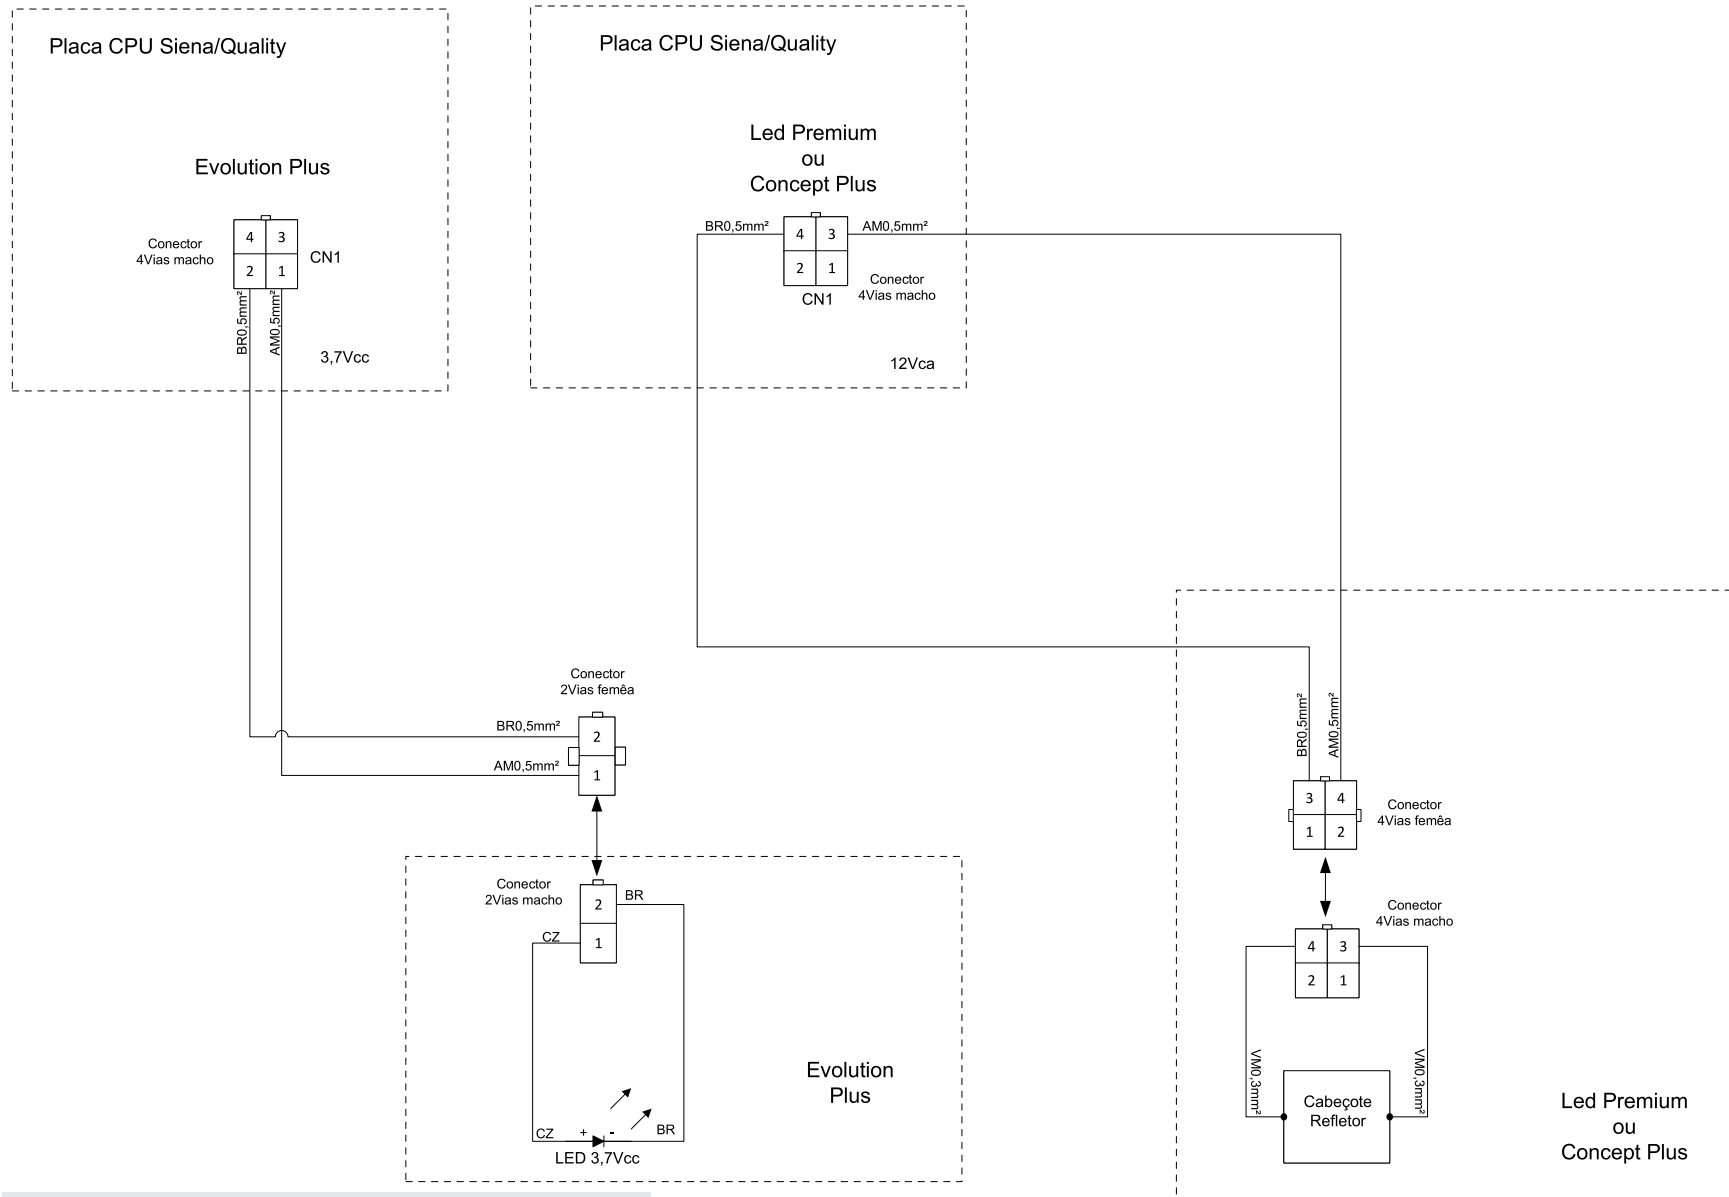 Placa CPU Siena/Quality
Evolution Plus
Conector
4Vias macho
4
3
2
1
CN1
BR0,5mm²
AM0,5mm²
3,7Vcc
Placa CPU Siena/Quality
Led Premium
ou
Concept Plus
BR0,5mm²
4
3
AM0,5mm²
2
1
CN1
Conector
4Vias macho
12Vca
Conector
2Vias femêa
BR0,5mm²
2
AM0,5mm²
1
Conector
2Vias macho
2
BR
CZ
1
Evolution
Plus
CZ
+
-
BR
LED 3,7Vcc
BR0,5mm²
AM0,5mm²
3
4
1
2
Conector
4Vias femêa
Conector
4Vias macho
4
3
2
1
VM0,3mm²
VM0,3mm²
Cabeçote
Refletor
Led Premium
ou
Concept Plus